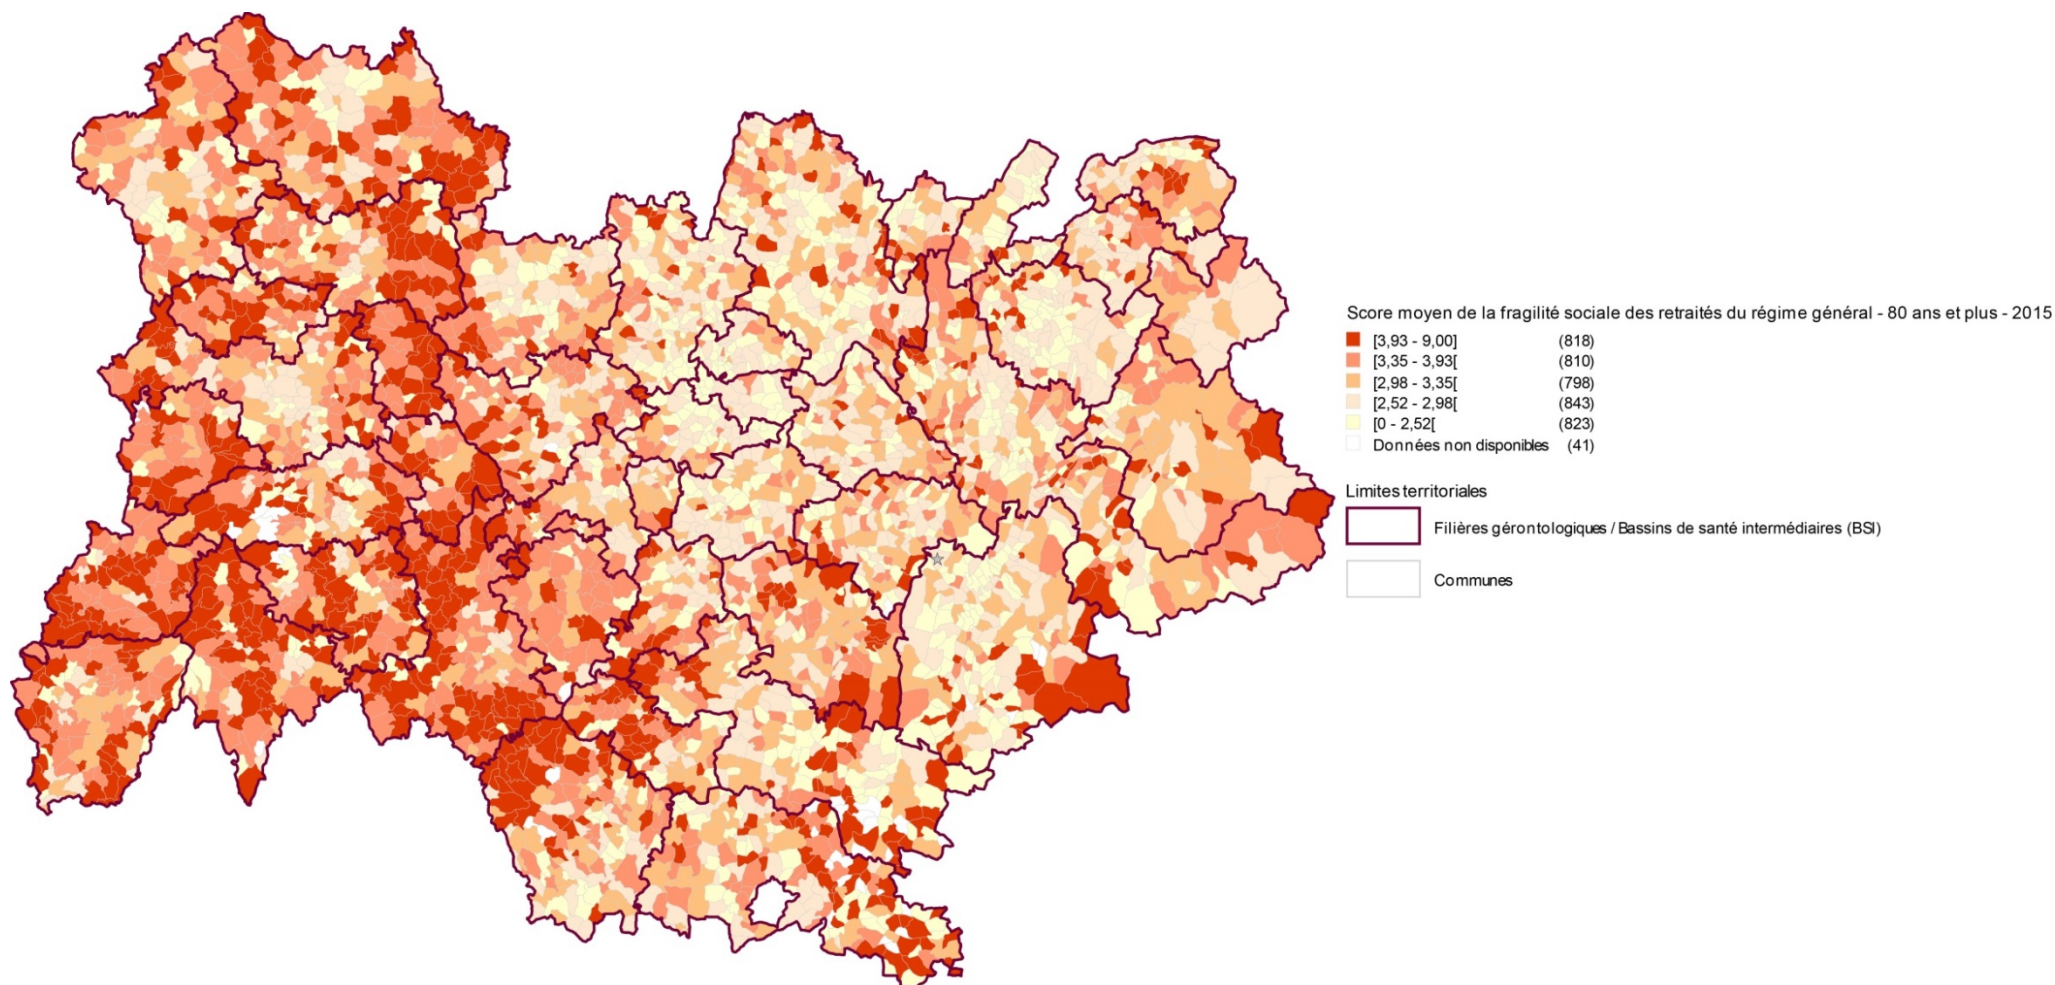 Score moyen de la fragilité sociale des retraités du régime général - 80 ans et plus - 2015
[3,93 - 9,00] (818)
[3,35 - 3,93[ (810)
[2,98 - 3,35[ (798)
[2,52 - 2,98[ (843)
[0 - 2,52[ (823)
Données non disponibles (41)
Limites territoriales
Filières gérontologiques / Bassins de santé intermédiaires (BSI)
Communes